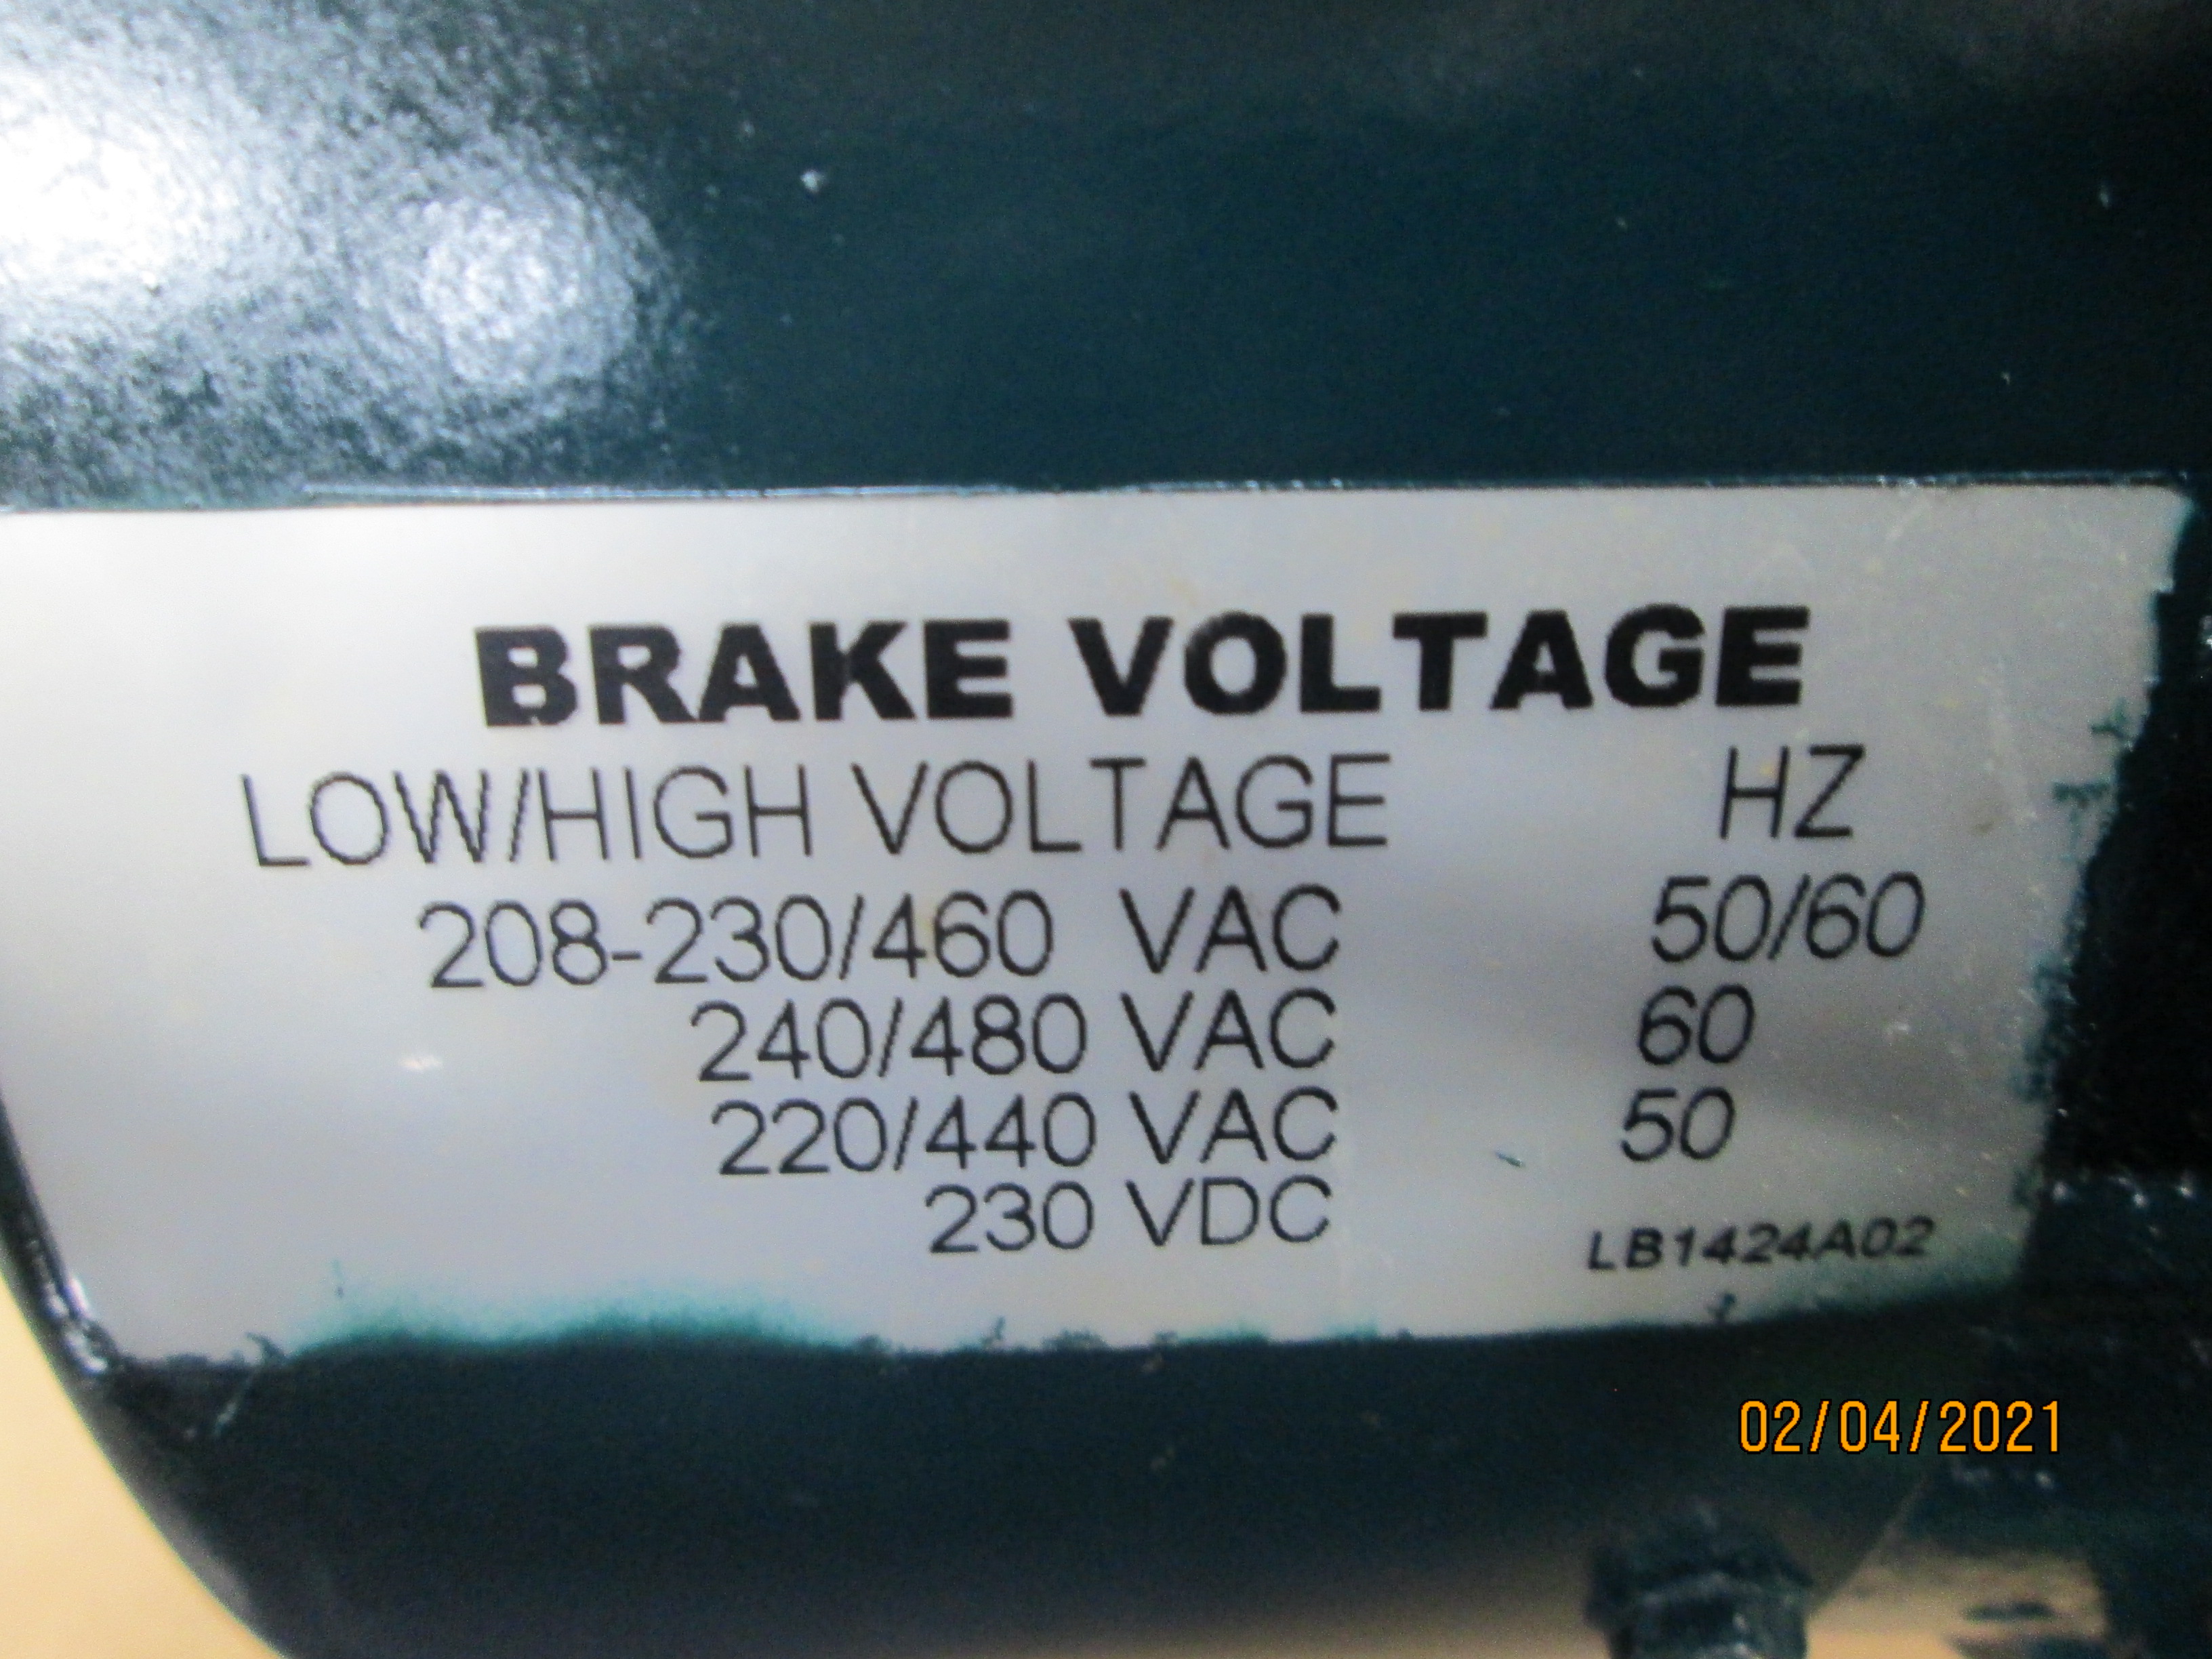 BRAKE VOLTAGE
LOW/HIGH VOLTAGE HZ
208-230/460 VAC 50/60
240/480 VAC 60
220/440 VAC 50
230 VDC
LB1424A02
02/04/2021